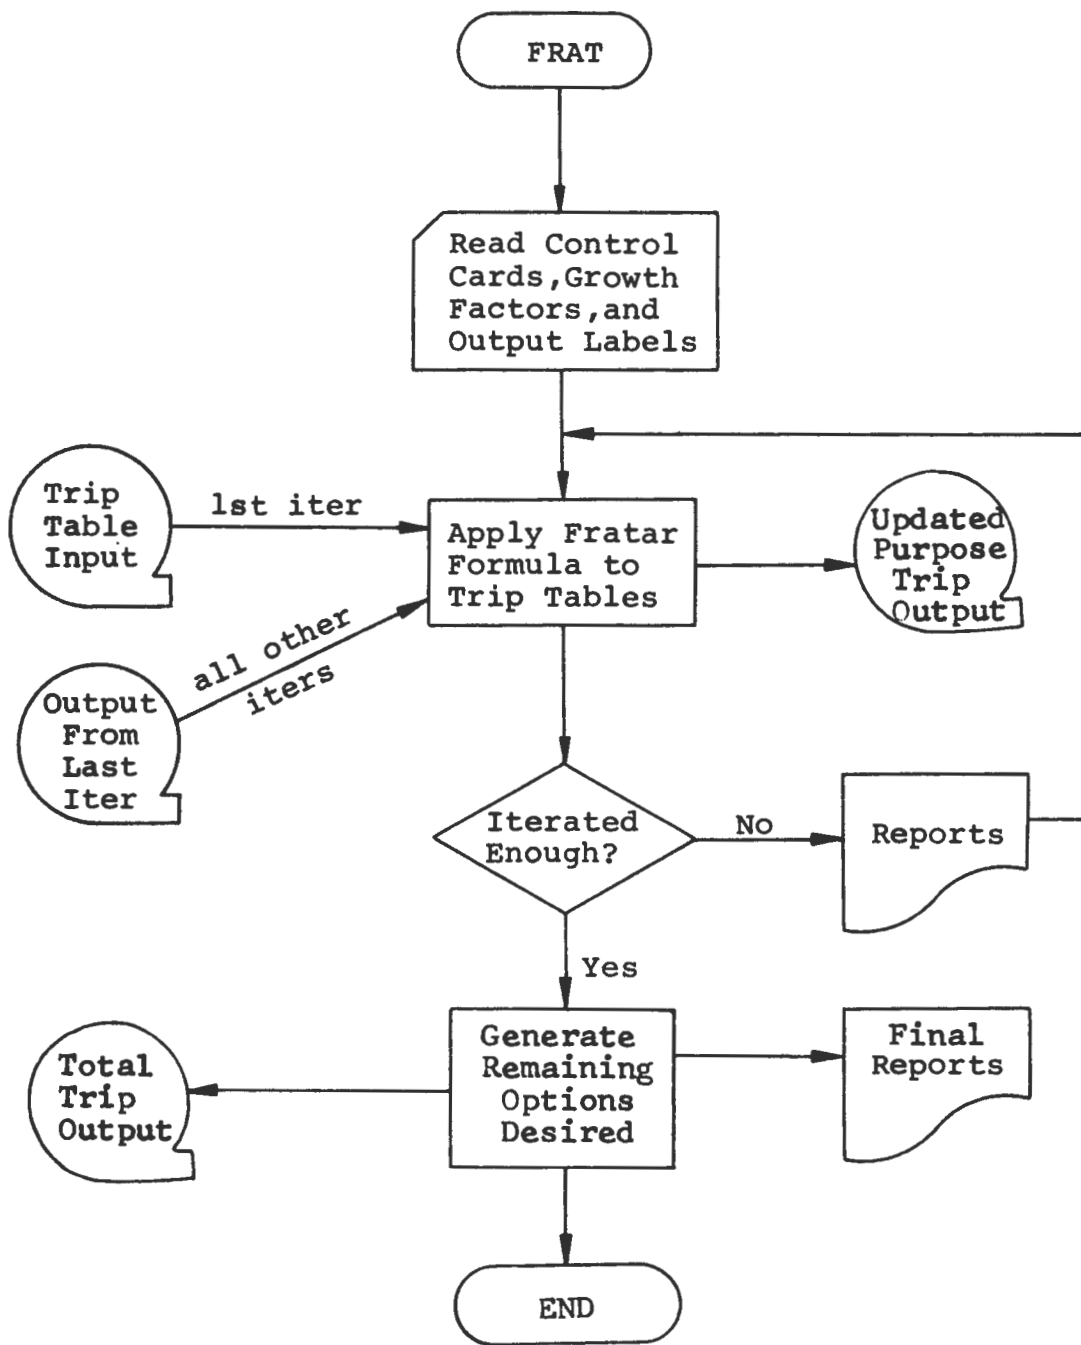 FRAT
Read Control
Cards,Growth
Factors,and
Output Labels
Trip
Table
Input
1st iter
Apply Fratar
Formula to
Trip Tables
Updated
Purpose
Trip
Output
all other
iters
Output
From
Last
Iter
Iterated
Enough?
No
Reports
Yes
Generate
Remaining
Options
Desired
Final
Reports
Total
Trip
Output
END